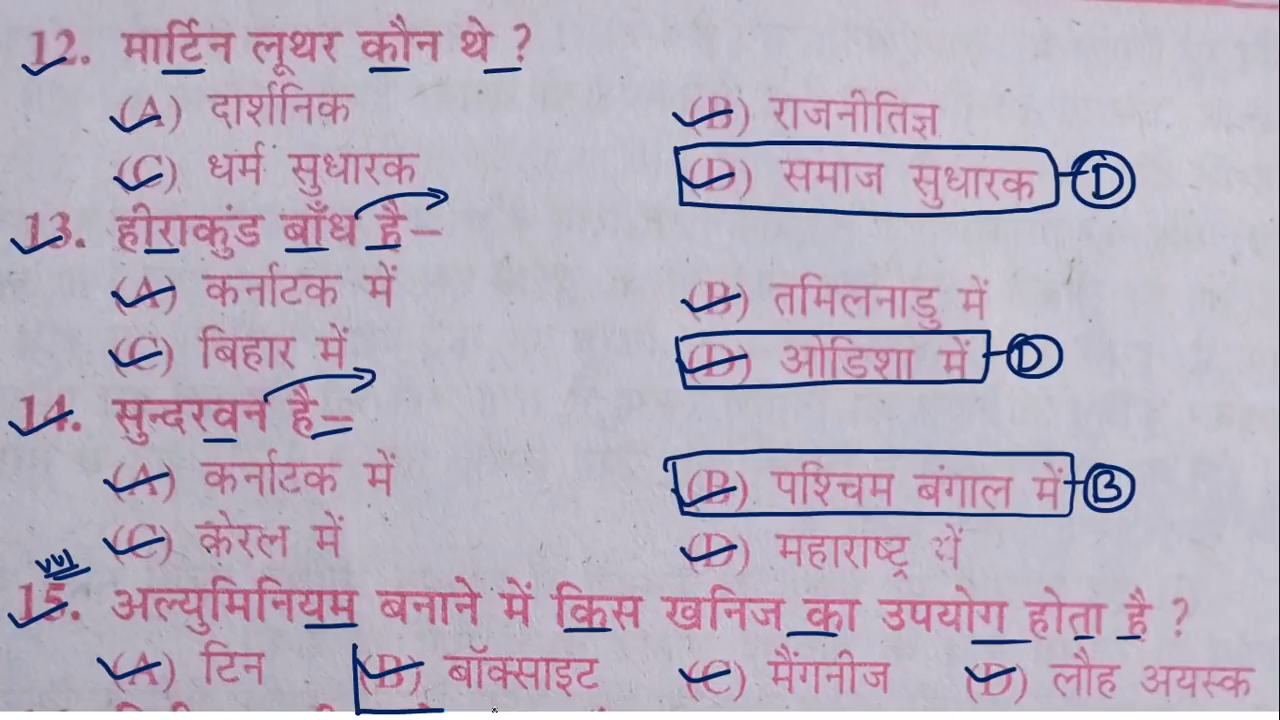 12. मार्टिन लूथर कौन थे ?
(A) दार्शनिक (B) राजनीतिज्ञ
(C) धर्म सुधारक (D) समाज सुधारक D
13. हीराकुंड बाँध है–
(A) कर्नाटक में (B) तमिलनाडु में
(C) बिहार में (D) ओडिशा में D
14. सुन्दरवन है–
(A) कर्नाटक में (B) पश्चिम बंगाल में B
(C) केरल में (D) महाराष्ट्र में
VVI
15. अल्युमिनियम बनाने में किस खनिज का उपयोग होता है ?
(A) टिन (B) बॉक्साइट (C) मैंगनीज (D) लौह अयस्क